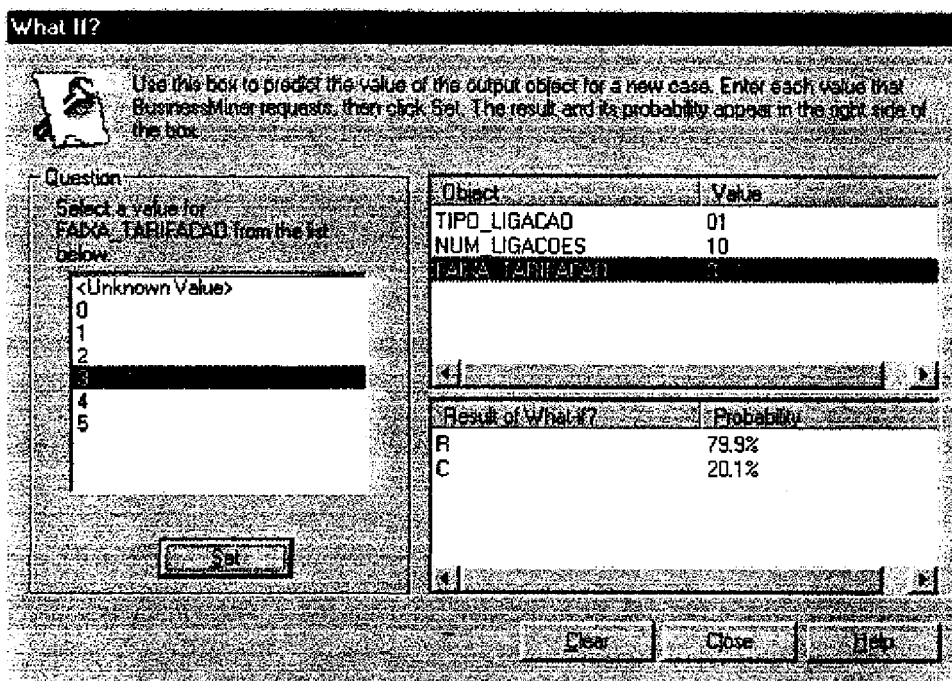 What If?
Use this box to predict the value of the output object for a new case. Enter each value that
BusinessMiner requests, then click Set. The result and its probability appear in the right side of
the box.
Question
Select a value for
FAIXA_TARIFACAO from the list
below
<Unknown Value>
0
1
2
3
4
5
Set
Object Value
TIPO_LIGACAO 01
NUM_LIGACOES 10
FAIXA_TARIFACAO 3
Result of What if? Probability
R 79.9%
C 20.1%
Clear Close Help